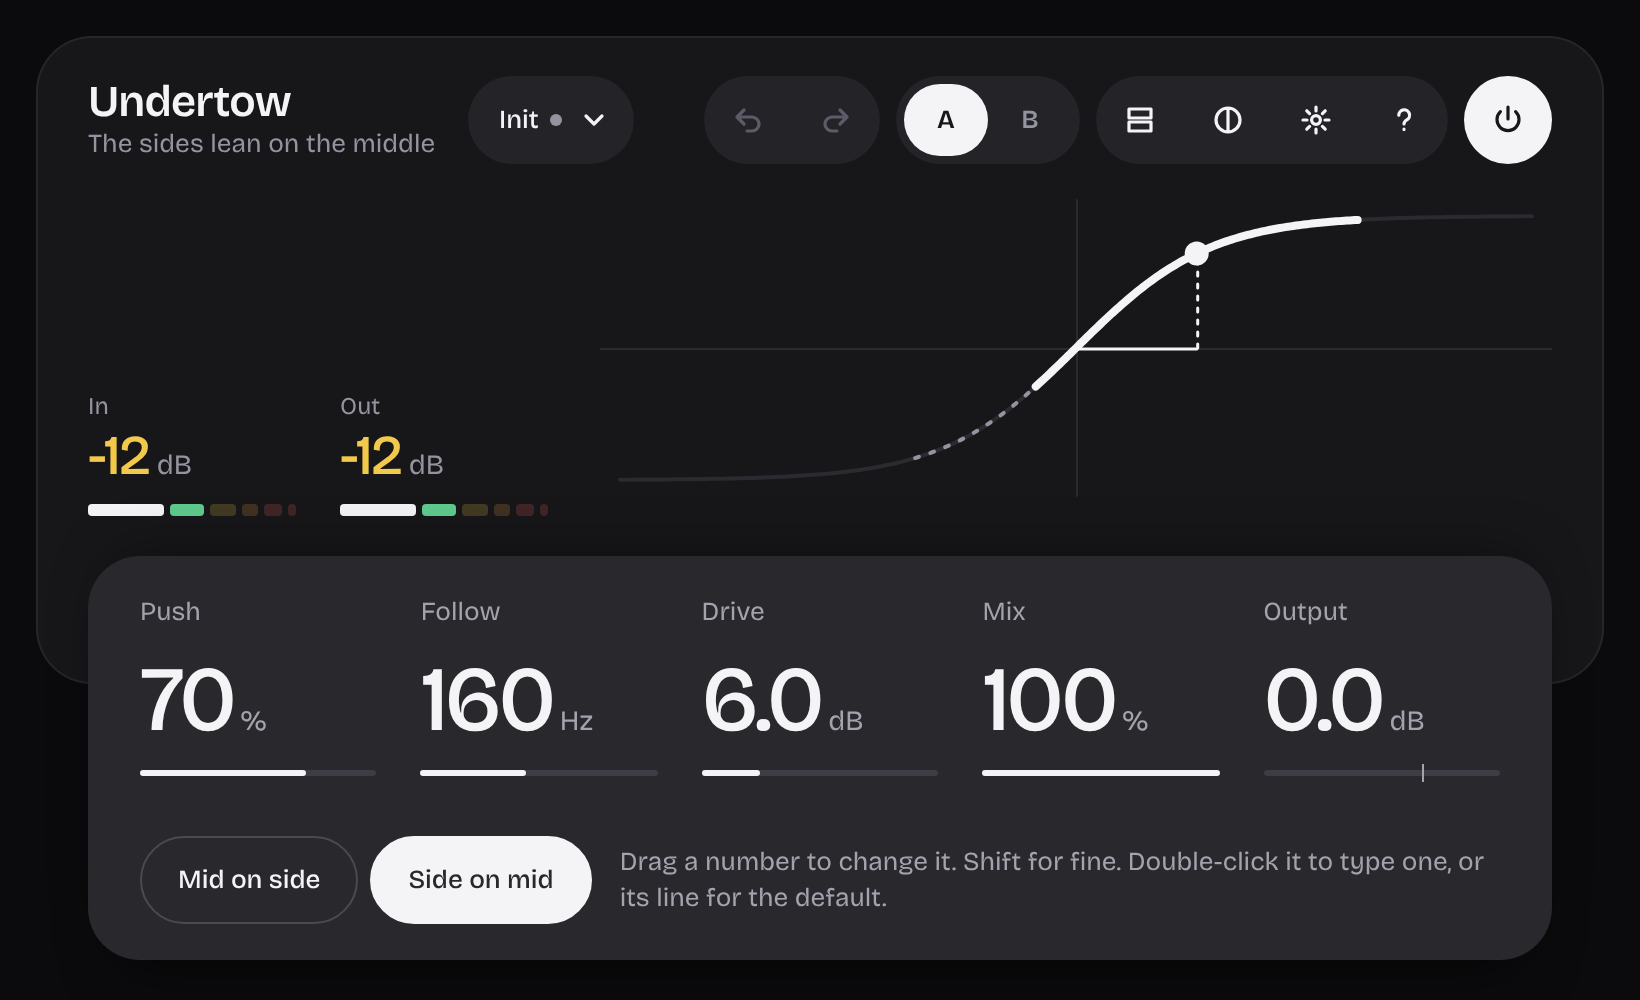 Undertow
The sides lean on the middle
Init
A
B
?
In
-12 dB
Out
-12 dB
Push
70 %
Follow
160 Hz
Drive
6.0 dB
Mix
100 %
Output
0.0 dB
Mid on side
Side on mid
Drag a number to change it. Shift for fine. Double-click it to type one, or
its line for the default.